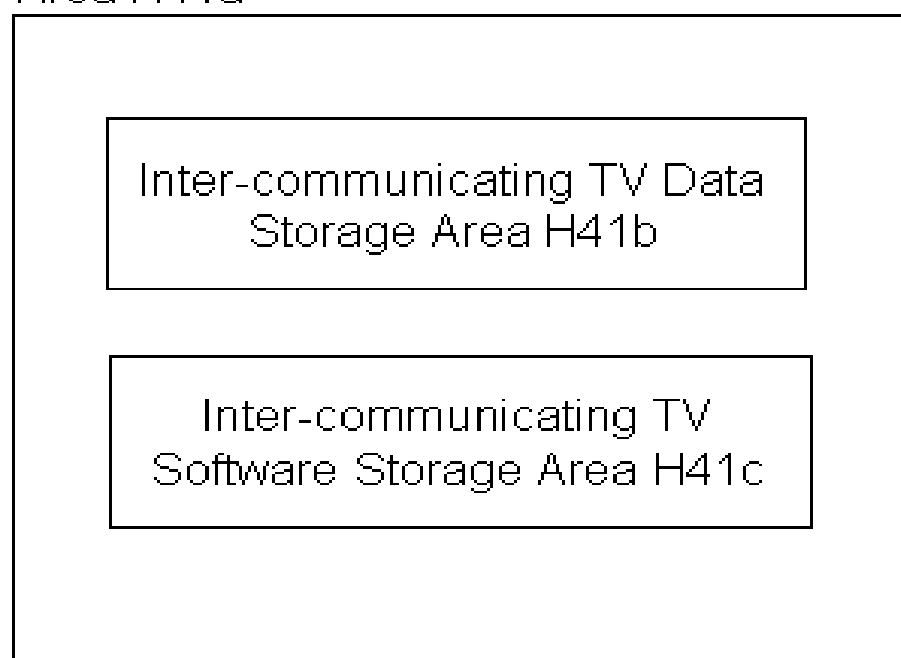 Inter-communicating TV Data
Storage Area H41b
Inter-communicating TV
Software Storage Area H41c